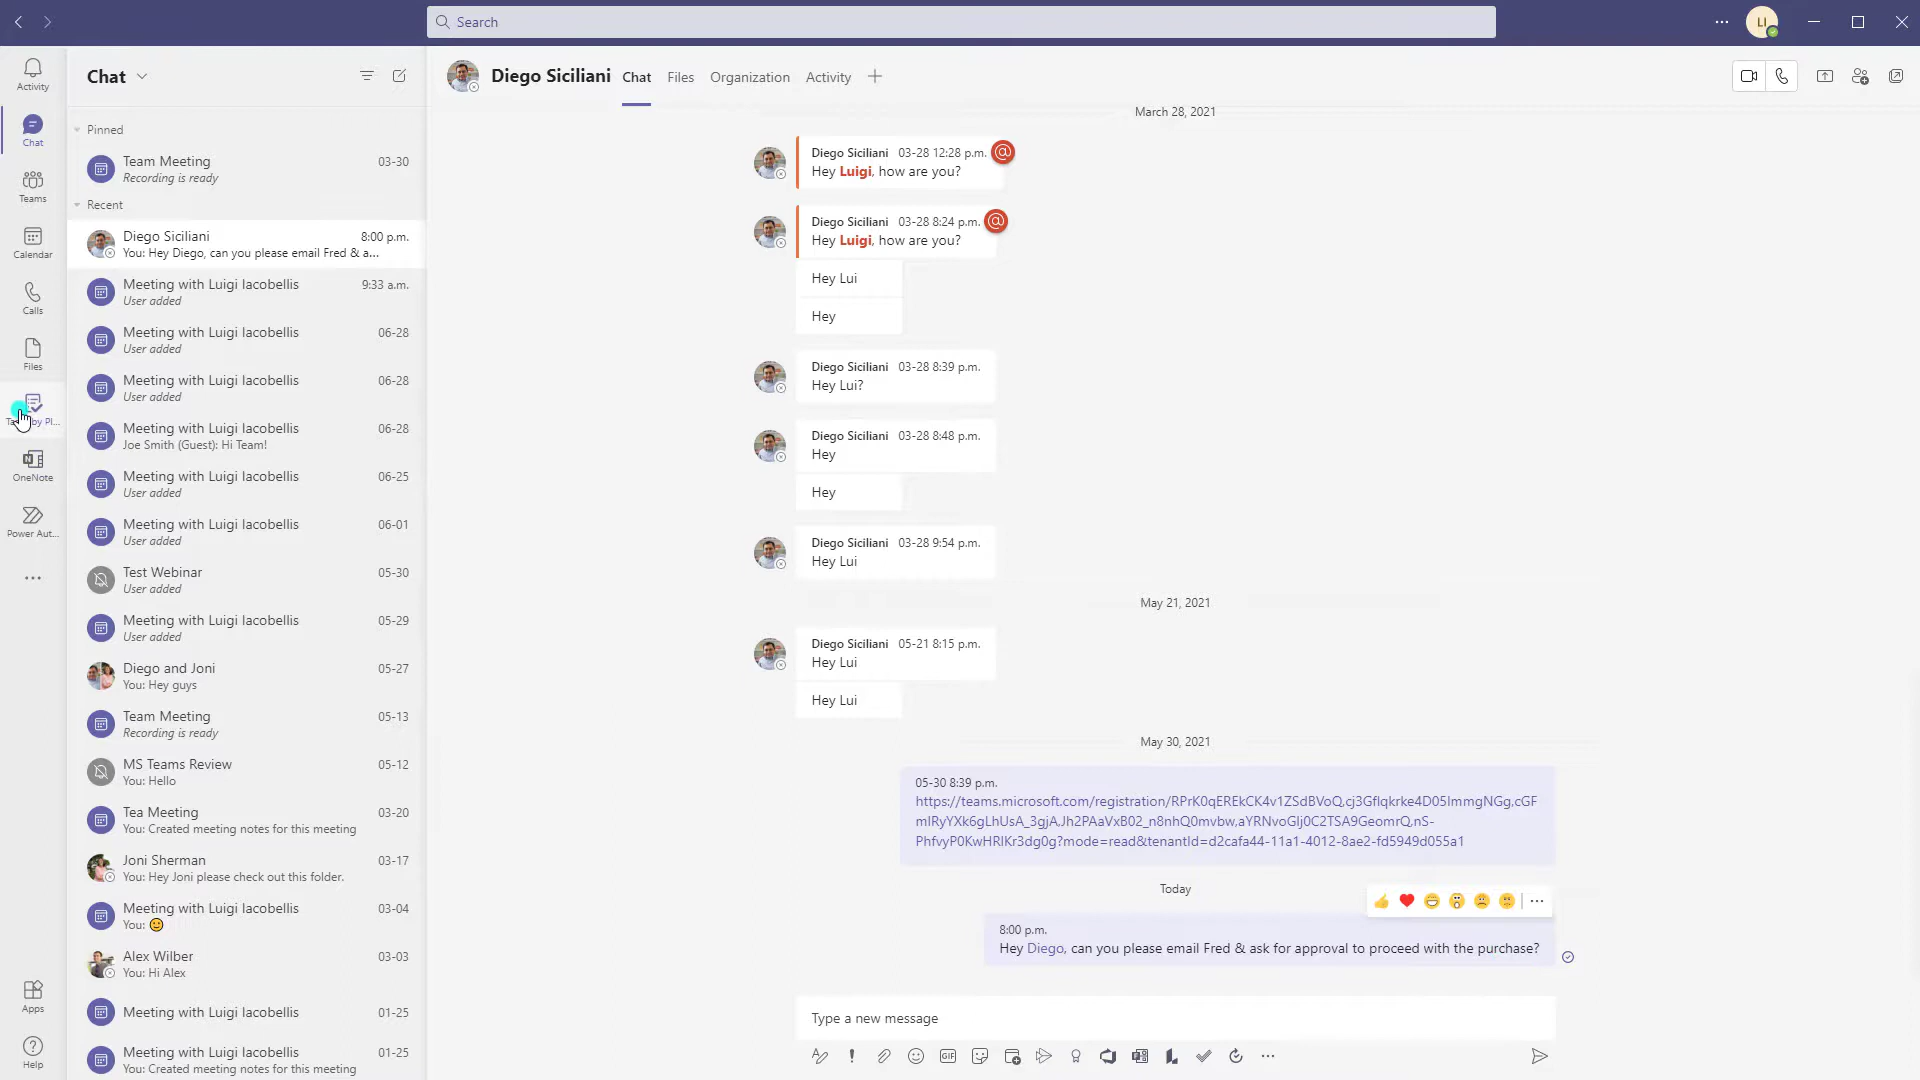 Search
LI
Activity
Chat
Teams
Calendar
Calls
Files
by Pl...
OneNote
Power Aut...
Apps
Help
Chat
Pinned
Team Meeting 03-30
Recording is ready
Recent
Diego Siciliani 8:00 p.m.
You: Hey Diego, can you please email Fred & a...
Meeting with Luigi Iacobellis 9:33 a.m.
User added
Meeting with Luigi Iacobellis 06-28
User added
Meeting with Luigi Iacobellis 06-28
User added
Meeting with Luigi Iacobellis 06-28
Joe Smith (Guest): Hi Team!
Meeting with Luigi Iacobellis 06-25
User added
Meeting with Luigi Iacobellis 06-01
User added
Test Webinar 05-30
User added
Meeting with Luigi Iacobellis 05-29
User added
Diego and Joni 05-27
You: Hey guys
Team Meeting 05-13
Recording is ready
MS Teams Review 05-12
You: Hello
Tea Meeting 03-20
You: Created meeting notes for this meeting
Joni Sherman 03-17
You: Hey Joni please check out this folder.
Meeting with Luigi Iacobellis 03-04
You: 🙂
Alex Wilber 03-03
You: Hi Alex
Meeting with Luigi Iacobellis 01-25
Meeting with Luigi Iacobellis 01-25
You: Created meeting notes for this meeting
Diego Siciliani Chat Files Organization Activity
March 28, 2021
Diego Siciliani 03-28 12:28 p.m. @
Hey Luigi, how are you?
Diego Siciliani 03-28 8:24 p.m. @
Hey Luigi, how are you?
Hey Lui
Hey
Diego Siciliani 03-28 8:39 p.m.
Hey Lui?
Diego Siciliani 03-28 8:48 p.m.
Hey
Hey
Diego Siciliani 03-28 9:54 p.m.
Hey Lui
May 21, 2021
Diego Siciliani 05-21 8:15 p.m.
Hey Lui
Hey Lui
May 30, 2021
05-30 8:39 p.m.
https://teams.microsoft.com/registration/RPrK0qEREkCK4v1ZSdBVoQ,cj3Gflqkrke4D05ImmgNGg,cGF
mIRyYXk6gLhUsA_3gjA,Jh2PAaVxB02_n8nhQ0mvbw,aYRNvoGlj0C2TSA9GeomrQ,nS-
PhfvyP0KwHRlKr3dg0g?mode=read&tenantId=d2cafa44-11a1-4012-8ae2-fd5949d055a1
Today
8:00 p.m.
Hey Diego, can you please email Fred & ask for approval to proceed with the purchase?
Type a new message
GIF